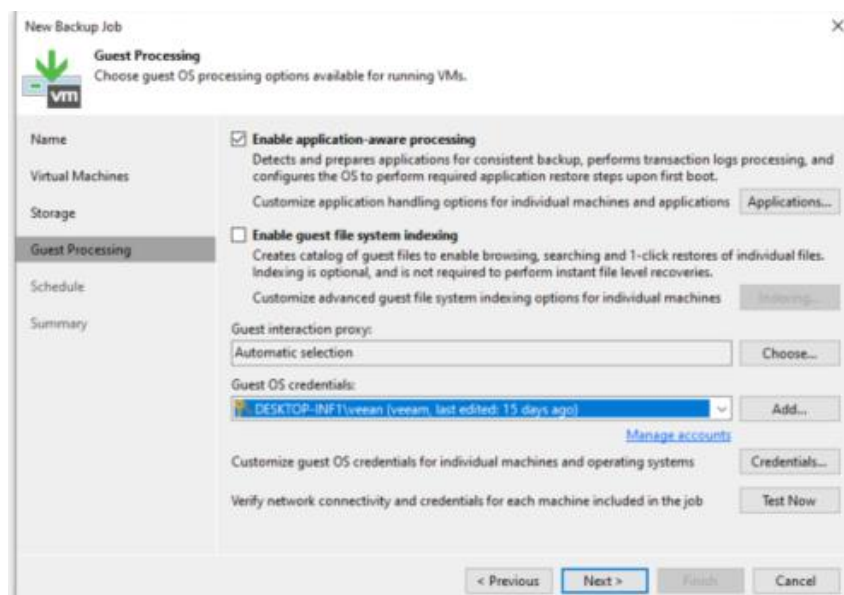 New Backup Job
Guest Processing
Choose guest OS processing options available for running VMs.
vm
Name
Virtual Machines
Storage
Guest Processing
Schedule
Summary
Enable application-aware processing
Detects and prepares applications for consistent backup, performs transaction logs processing, and
configures the OS to perform required application restore steps upon first boot.
Customize application handling options for individual machines and applications
Applications...
Enable guest file system indexing
Creates catalog of guest files to enable browsing, searching and 1-click restores of individual files.
Indexing is optional, and is not required to perform instant file level recoveries.
Customize advanced guest file system indexing options for individual machines
Indexing...
Guest interaction proxy:
Automatic selection
Choose...
Guest OS credentials:
DESKTOP-INF1\veean (veeam, last edited: 15 days ago)
Add...
Manage accounts
Customize guest OS credentials for individual machines and operating systems
Credentials...
Verify network connectivity and credentials for each machine included in the job
Test Now
< Previous
Next >
Finish
Cancel